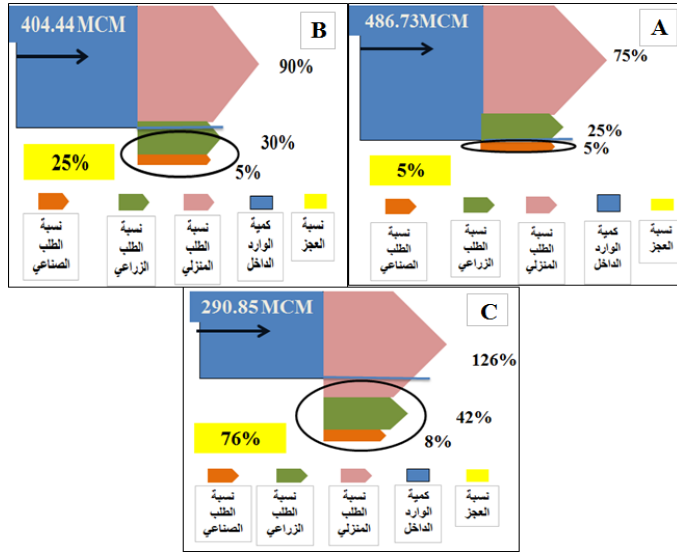 404.44 MCM
B
90%
30%
5%
25%
نسبة
الطلب
الصناعي
نسبة
الطلب
الزراعي
نسبة
الطلب
المنزلي
كمية
الوارد
الداخل
نسبة
العجز
486.73 MCM
A
75%
25%
5%
5%
نسبة
الطلب
الصناعي
نسبة
الطلب
الزراعي
نسبة
الطلب
المنزلي
كمية
الوارد
الداخل
نسبة
العجز
290.85 MCM
C
126%
42%
8%
76%
نسبة
الطلب
الصناعي
نسبة
الطلب
الزراعي
نسبة
الطلب
المنزلي
كمية
الوارد
الداخل
نسبة
العجز